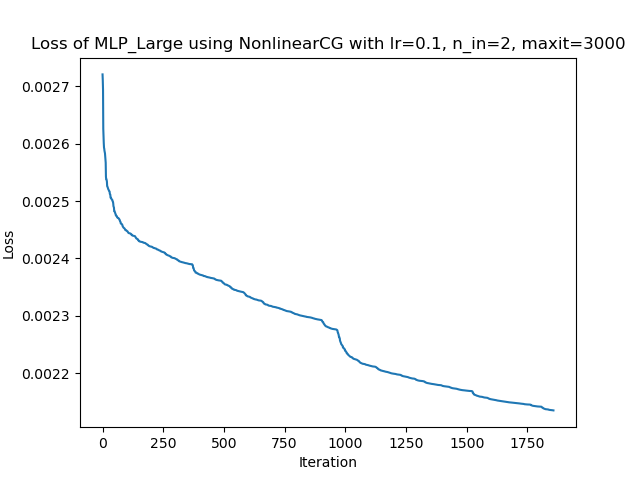 Loss of MLP_Large using NonlinearCG with lr=0.1, n_in=2, maxit=3000
0.0027
0.0026
0.0025
0.0024
0.0023
0.0022
Loss
0 250 500 750 1000 1250 1500 1750
Iteration